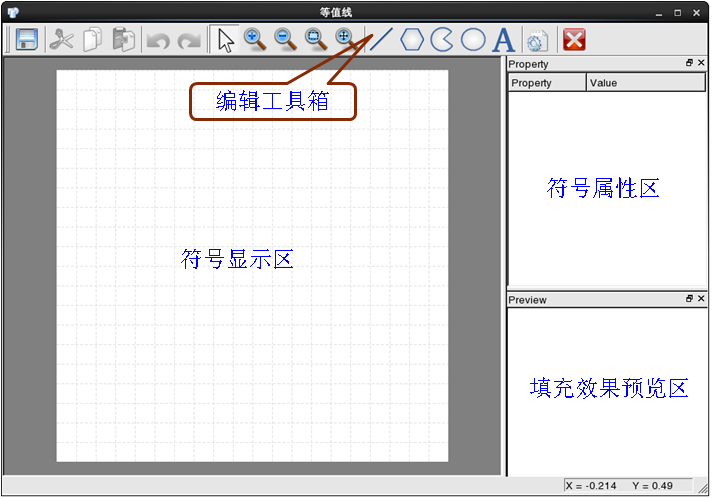 等值线
编辑工具箱
Property
Property Value
符号属性区
符号显示区
Preview
填充效果预览区
X = -0.214 Y = 0.49